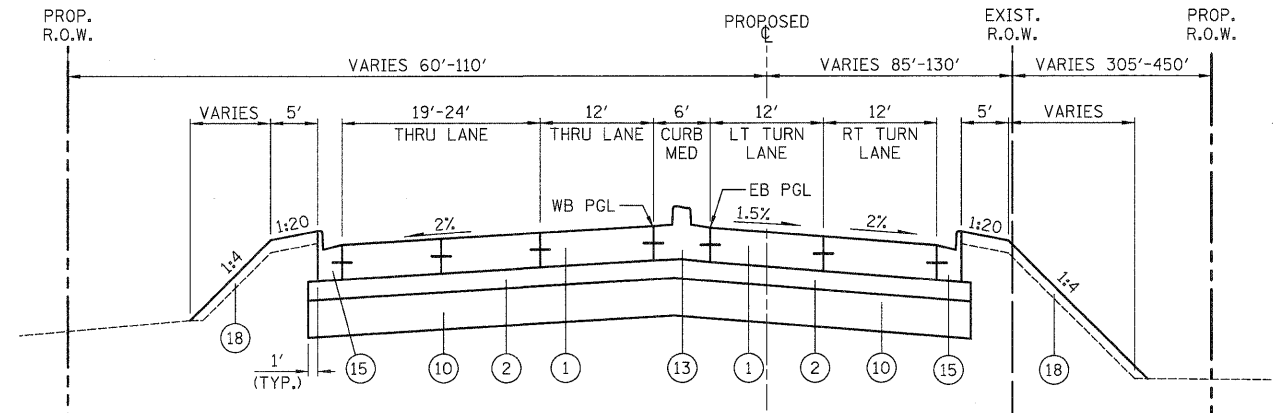 PROP.
R.O.W.
PROPOSED
℄
EXIST.
R.O.W.
PROP.
R.O.W.
VARIES 60'-110'
VARIES 85'-130'
VARIES 305'-450'
VARIES
5'
19'-24'
THRU LANE
12'
THRU LANE
6'
CURB
MED
12'
LT TURN
LANE
12'
RT TURN
LANE
5'
VARIES
WB PGL
EB PGL
1:4
1:20
2%
1.5%
2%
1:20
1:4
18
1'
(TYP.)
15
10
2
1
13
1
2
10
15
18